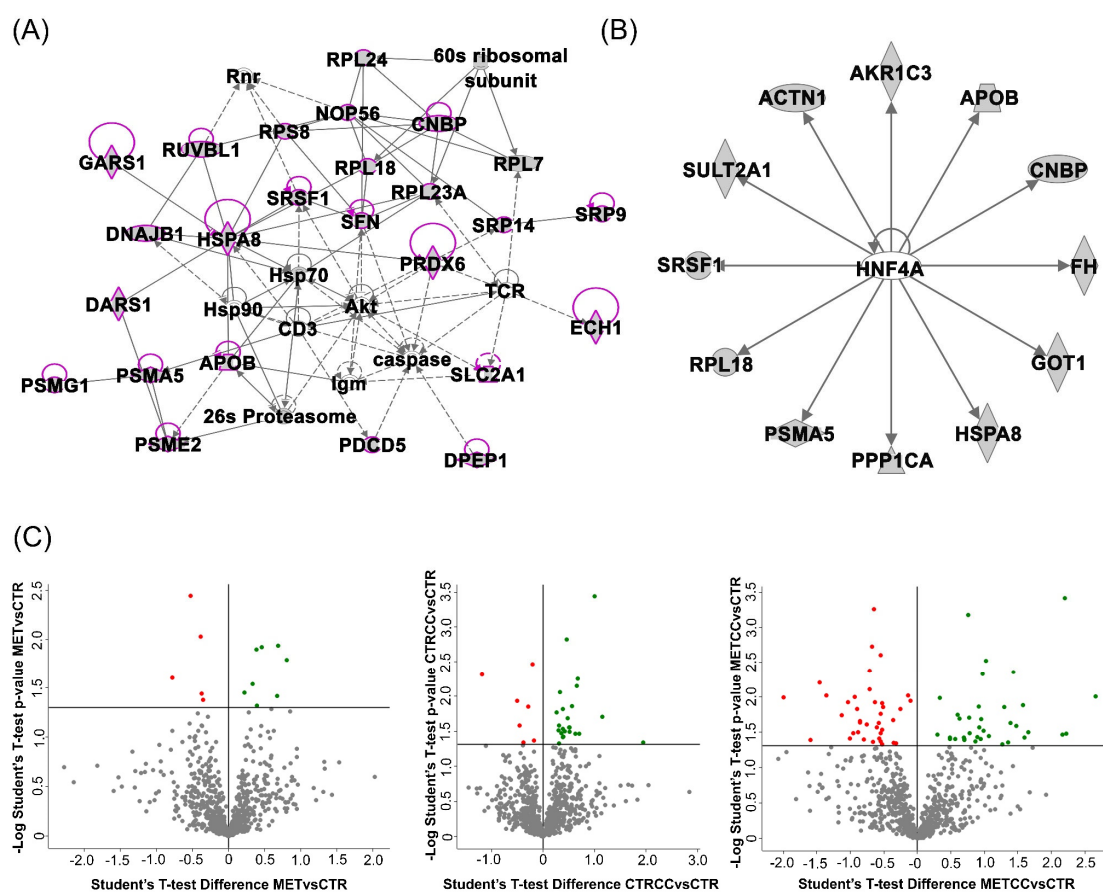 (A)
(B)
RPL24
60s ribosomal
subunit
Rnr
NOP56
CNBP
RPS8
RUVBL1
GARS1
RPL18
RPL7
RPL23A
SRSF1
SFN
SRP14
SRP9
DNAJB1
HSPA8
PRDX6
Hsp70
TCR
DARS1
Hsp90
Akt
CD3
ECH1
APOB
caspase
SLC2A1
PSMG1
PSMA5
Igm
26s Proteasome
PSME2
PDCD5
DPEP1
AKR1C3
ACTN1
APOB
SULT2A1
CNBP
SRSF1
HNF4A
FH
RPL18
GOT1
PSMA5
HSPA8
PPP1CA
(C)
-Log Student's T-test p-value METvsCTR
2.5
2.0
1.5
1.0
0.5
0
-2.0 -1.5 -1.0 -0.5 0 0.5 1.0 1.5 2.0
Student's T-test Difference METvsCTR
-Log Student's T-test p-value CTRCCvsCTR
3.5
3.0
2.5
2.0
1.5
1.0
0.5
0
-1.0 0 1.0 2.0 3.0
Student's T-test Difference CTRCCvsCTR
-Log Student's T-test p-value METCCvsCTR
3.5
3.0
2.5
2.0
1.5
1.0
0.5
0
-2.0 -1.5 -1.0 -0.5 0 0.5 1.0 1.5 2.0 2.5
Student's T-test Difference METCCvsCTR